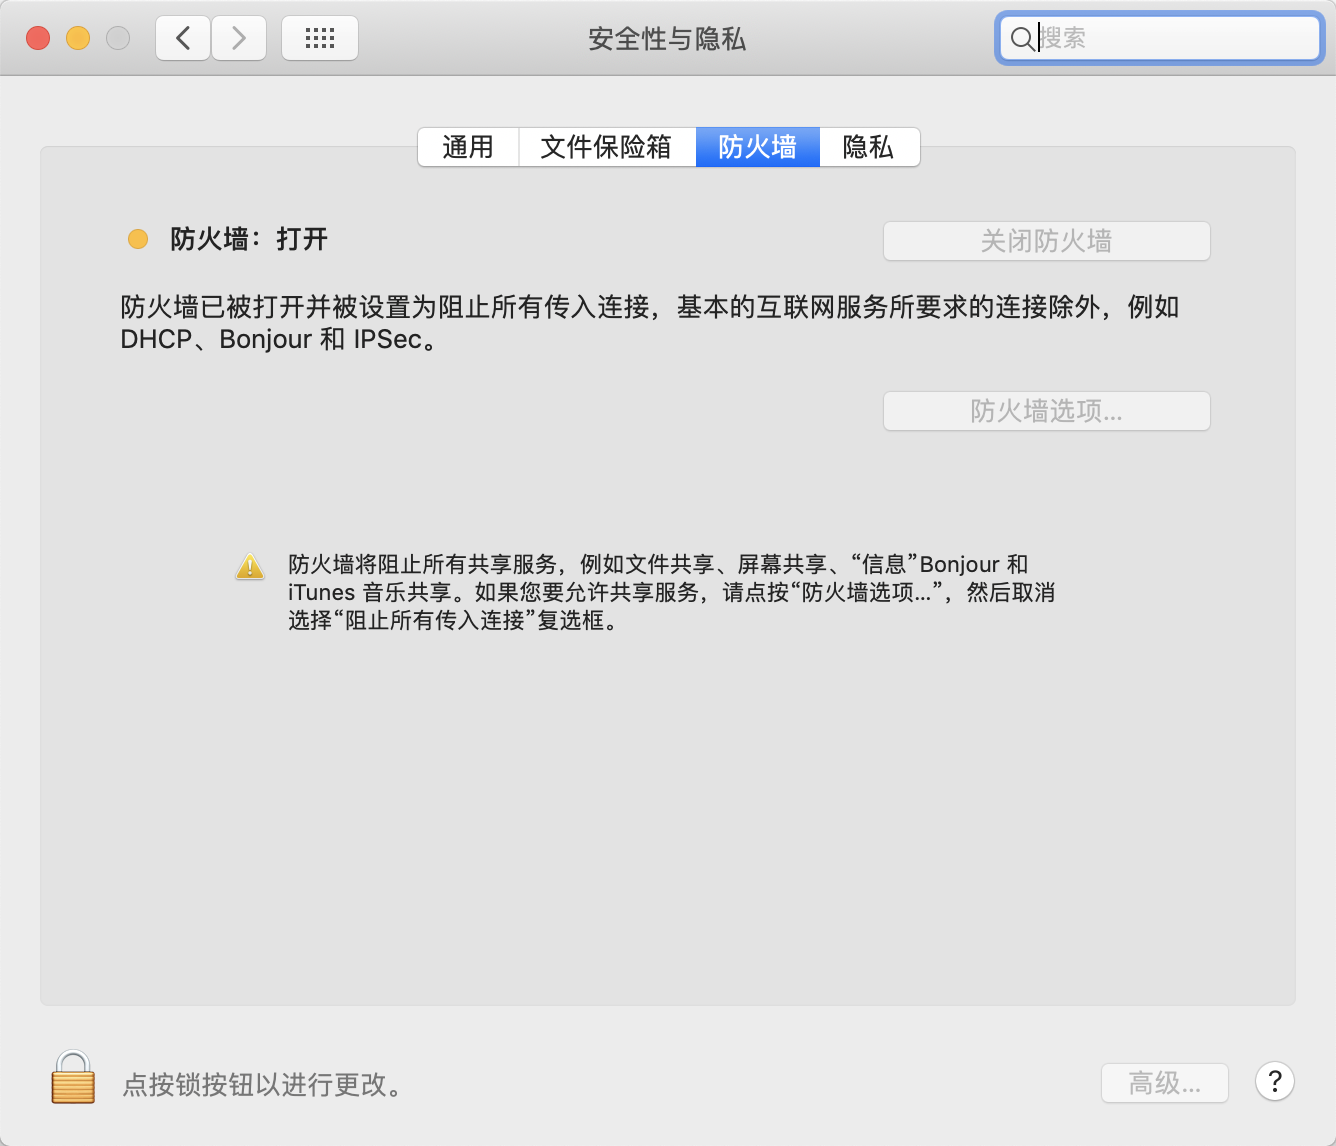 安全性与隐私
搜索
通用 文件保险箱 防火墙 隐私
防火墙：打开
关闭防火墙
防火墙已被打开并被设置为阻止所有传入连接，基本的互联网服务所要求的连接除外，例如
DHCP、Bonjour 和 IPSec。
防火墙选项...
防火墙将阻止所有共享服务，例如文件共享、屏幕共享、“信息”Bonjour 和
iTunes 音乐共享。如果您要允许共享服务，请点按“防火墙选项...”，然后取消
选择“阻止所有传入连接”复选框。
点按锁按钮以进行更改。
高级...
?